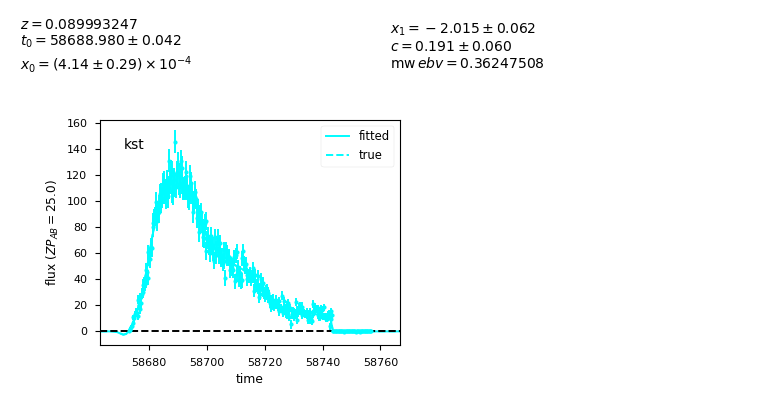 z = 0.089993247
t₀ = 58688.980 ± 0.042
x₀ = (4.14 ± 0.29) × 10⁻⁴
x₁ = − 2.015 ± 0.062
c = 0.191 ± 0.060
mw ebv = 0.36247508
160
140
120
100
80
60
40
20
0
flux (ZP_AB = 25.0)
kst
fitted
true
58680 58700 58720 58740 58760
time